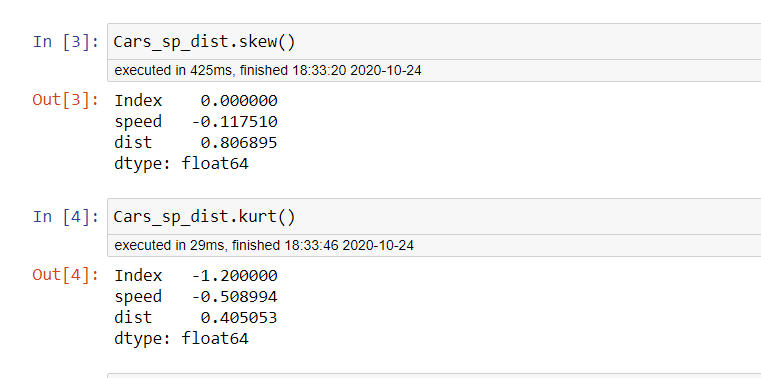 In [3]: Cars_sp_dist.skew()
executed in 425ms, finished 18:33:20 2020-10-24
Out[3]: Index    0.000000
speed   -0.117510
dist     0.806895
dtype: float64
In [4]: Cars_sp_dist.kurt()
executed in 29ms, finished 18:33:46 2020-10-24
Out[4]: Index   -1.200000
speed   -0.508994
dist     0.405053
dtype: float64